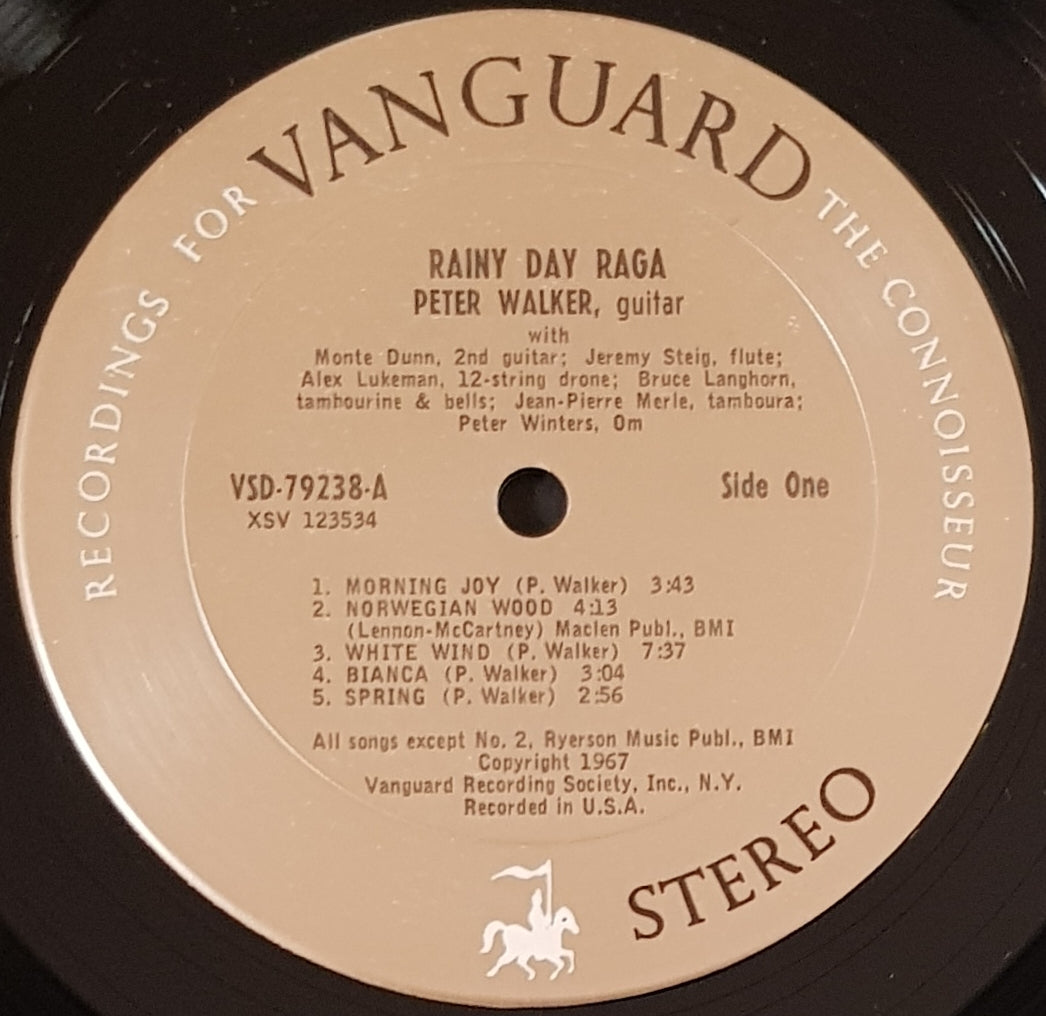 RECORDINGS FOR VANGUARD THE CONNOISSEUR
RAINY DAY RAGA
PETER WALKER, guitar
with
Monte Dunn, 2nd guitar; Jeremy Steig, flute;
Alex Lukeman, 12-string drone; Bruce Langhorn,
tambourine & bells; Jean-Pierre Merle, tamboura;
Peter Winters, Om
VSD-79238-A Side One
XSV 123534
1. MORNING JOY (P. Walker) 3:43
2. NORWEGIAN WOOD 4:13
(Lennon-McCartney) Maclen Publ., BMI
3. WHITE WIND (P. Walker) 7:37
4. BIANCA (P. Walker) 3:04
5. SPRING (P. Walker) 2:56
All songs except No. 2, Ryerson Music Publ., BMI
Copyright 1967
Vanguard Recording Society, Inc., N.Y.
Recorded in U.S.A.
STEREO